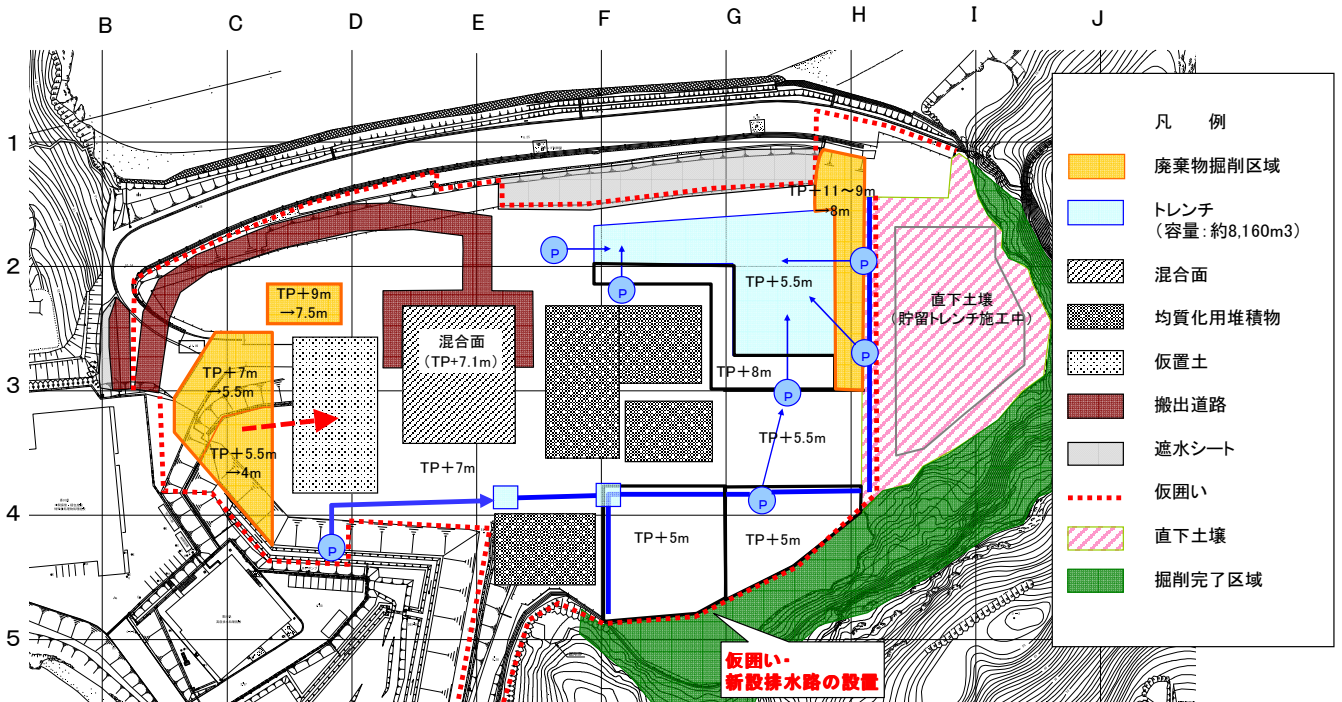 B C D E F G H I J
1
2
3
4
5
TP+11～9m
→8m
P
P
P
P
P
P
P
TP+5.5m
TP+9m
→7.5m
直下土壌
(貯留トレンチ施工中)
混合面
(TP+7.1m)
TP+7m
→5.5m
TP+8m
TP+5.5m
TP+5.5m
→4m
TP+7m
TP+5m
TP+5m
仮囲い・
新設排水路の設置
凡 例
廃棄物掘削区域
トレンチ
(容量：約8,160m3)
混合面
均質化用堆積物
仮置土
搬出道路
遮水シート
仮囲い
直下土壌
掘削完了区域